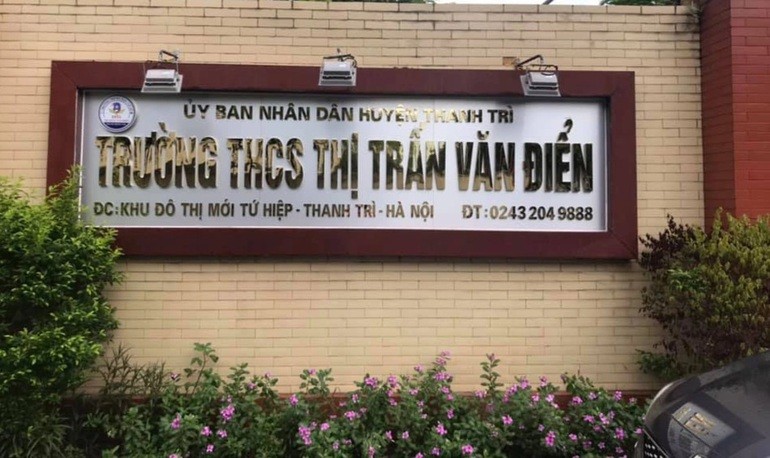 ỦY BAN NHÂN DÂN HUYỆN THANH TRÌ
TRƯỜNG THCS THỊ TRẤN VĂN ĐIỂN
ĐC:KHU ĐÔ THỊ MỚI TỨ HIỆP - THANH TRÌ - HÀ NỘI ĐT:0243 204 9888